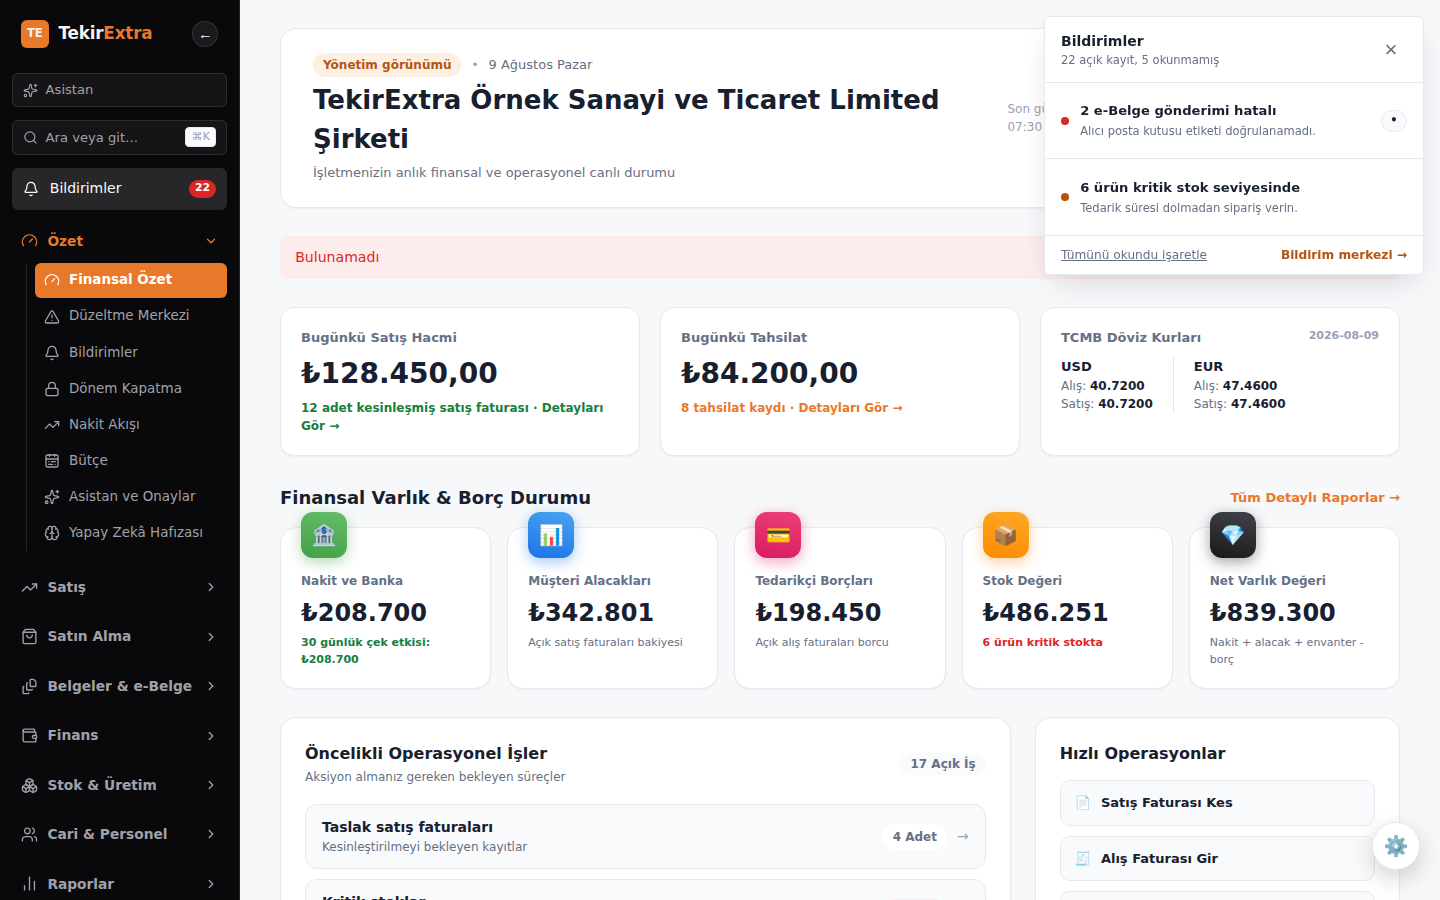 TE TekirExtra ←
Asistan
Ara veya git... ⌘K
Bildirimler 22
Özet
Finansal Özet
Düzeltme Merkezi
Bildirimler
Dönem Kapatma
Nakit Akışı
Bütçe
Asistan ve Onaylar
Yapay Zekâ Hafızası
Satış
Satın Alma
Belgeler & e-Belge
Finans
Stok & Üretim
Cari & Personel
Raporlar
Yönetim görünümü • 9 Ağustos Pazar
TekirExtra Örnek Sanayi ve Ticaret Limited
Şirketi
İşletmenizin anlık finansal ve operasyonel canlı durumu
Son
07:30
Bildirimler
22 açık kayıt, 5 okunmamış
2 e-Belge gönderimi hatalı
Alıcı posta kutusu etiketi doğrulanamadı.
6 ürün kritik stok seviyesinde
Tedarik süresi dolmadan sipariş verin.
Tümünü okundu işaretle Bildirim merkezi →
Bulunamadı
Bugünkü Satış Hacmi
₺128.450,00
12 adet kesinleşmiş satış faturası · Detayları
Gör →
Bugünkü Tahsilat
₺84.200,00
8 tahsilat kaydı · Detayları Gör →
TCMB Döviz Kurları 2026-08-09
USD
Alış: 40.7200
Satış: 40.7200
EUR
Alış: 47.4600
Satış: 47.4600
Finansal Varlık & Borç Durumu Tüm Detaylı Raporlar →
Nakit ve Banka
₺208.700
30 günlük çek etkisi:
₺208.700
Müşteri Alacakları
₺342.801
Açık satış faturaları bakiyesi
Tedarikçi Borçları
₺198.450
Açık alış faturaları borcu
Stok Değeri
₺486.251
6 ürün kritik stokta
Net Varlık Değeri
₺839.300
Nakit + alacak + envanter -
borç
Öncelikli Operasyonel İşler
Aksiyon almanız gereken bekleyen süreçler
17 Açık İş
Taslak satış faturaları
Kesinleştirilmeyi bekleyen kayıtlar
4 Adet →
Kritik stoklar
Hızlı Operasyonlar
Satış Faturası Kes
Alış Faturası Gir